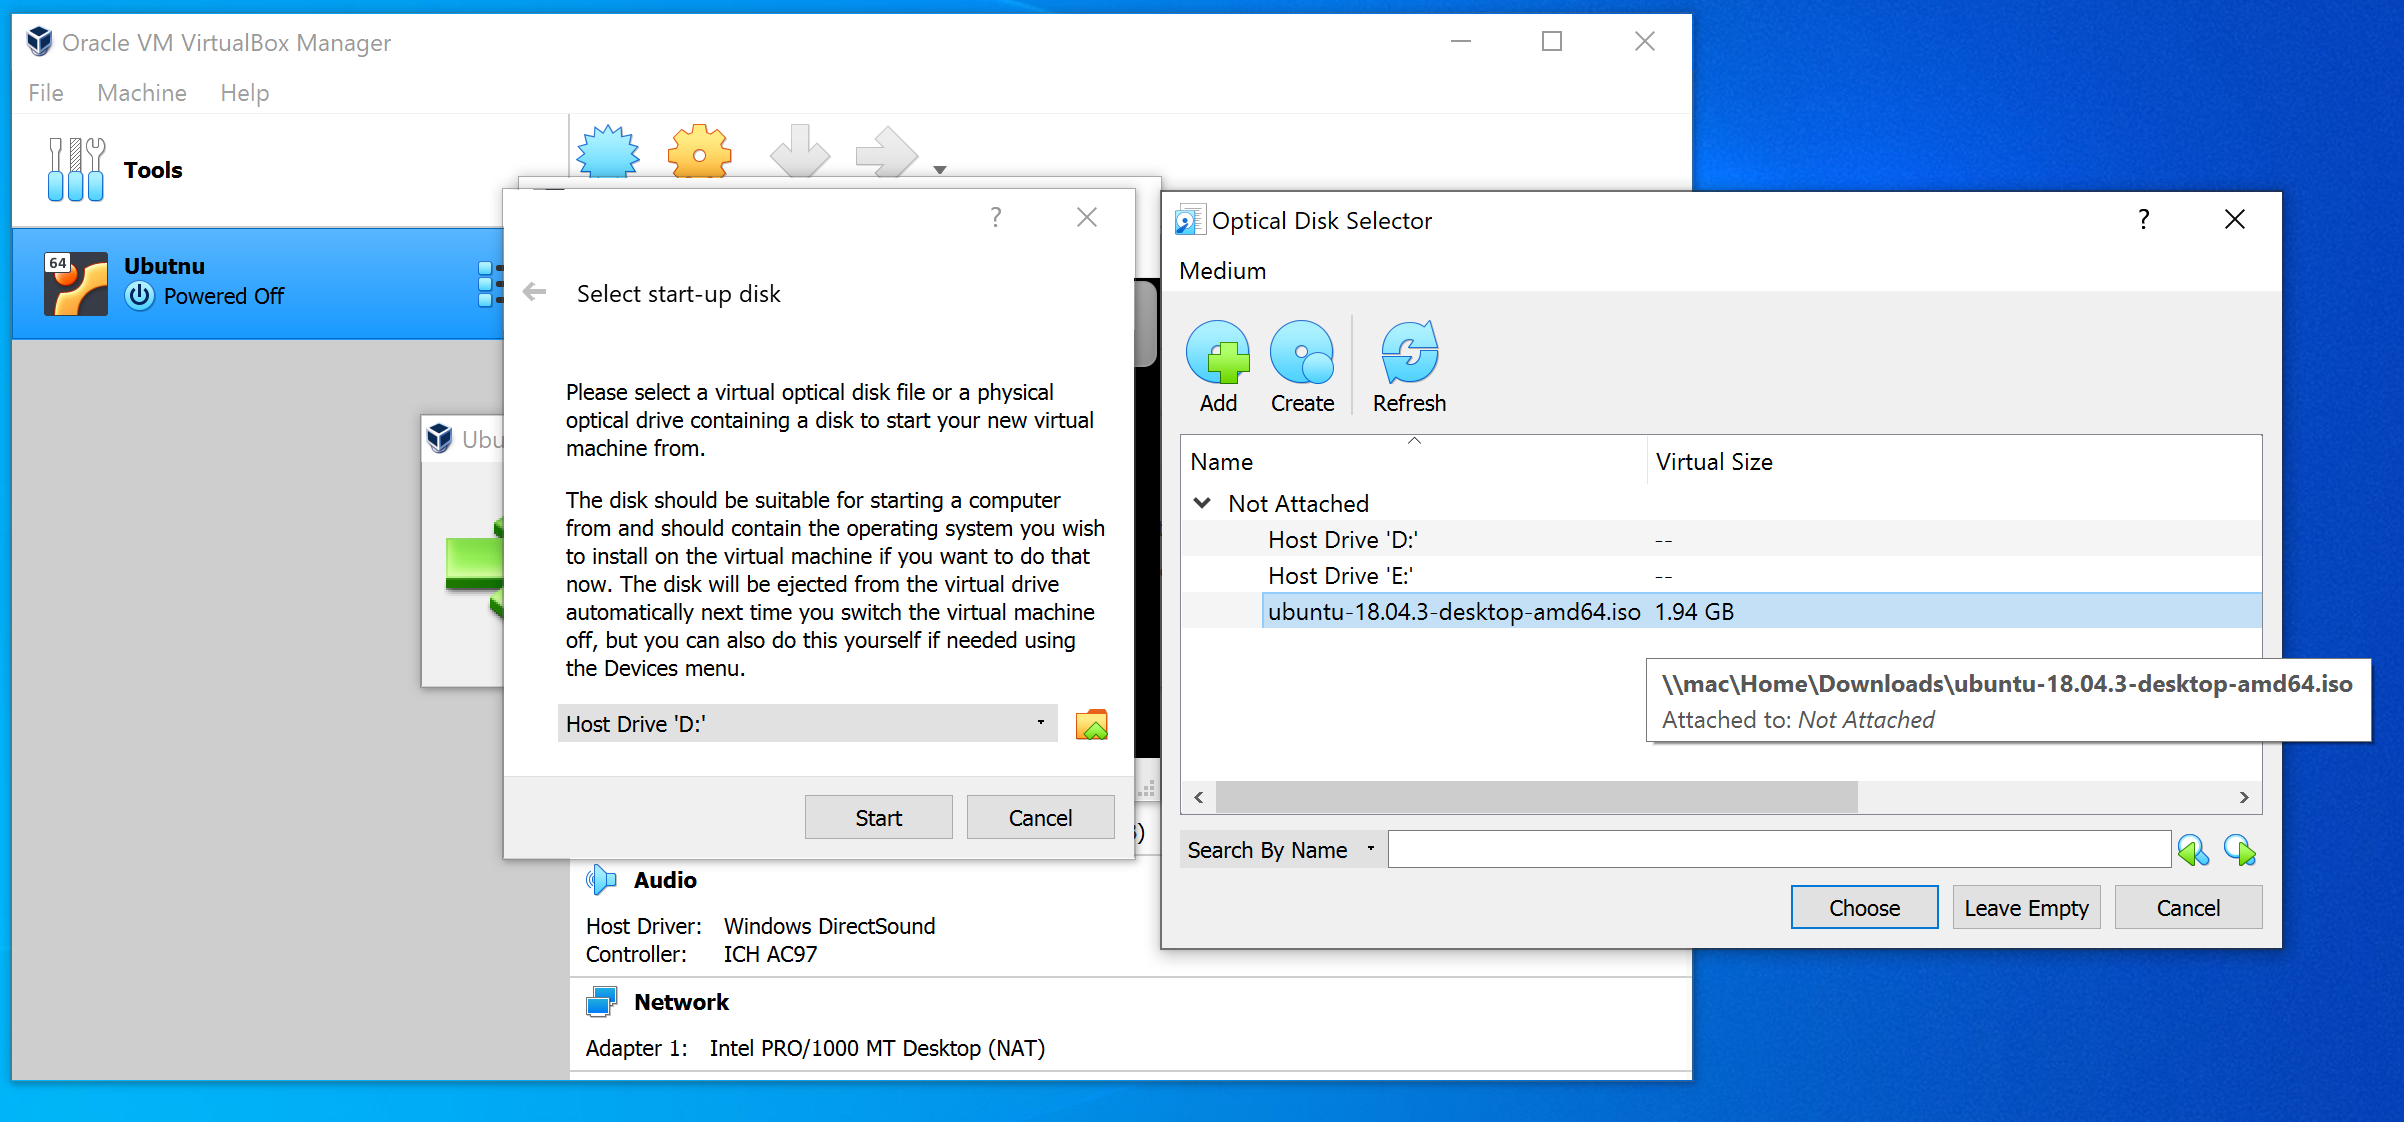 Oracle VM VirtualBox Manager
File Machine Help
Tools
64
Ubutnu
Powered Off
Ubu
?
Select start-up disk
Please select a virtual optical disk file or a physical
optical drive containing a disk to start your new virtual
machine from.
The disk should be suitable for starting a computer
from and should contain the operating system you wish
to install on the virtual machine if you want to do that
now. The disk will be ejected from the virtual drive
automatically next time you switch the virtual machine
off, but you can also do this yourself if needed using
the Devices menu.
Host Drive 'D:'
Start Cancel
)
Audio
Host Driver: Windows DirectSound
Controller: ICH AC97
Network
Adapter 1: Intel PRO/1000 MT Desktop (NAT)
Optical Disk Selector
?
Medium
Add Create Refresh
Name Virtual Size
Not Attached
Host Drive 'D:' --
Host Drive 'E:' --
ubuntu-18.04.3-desktop-amd64.iso 1.94 GB
\\mac\Home\Downloads\ubuntu-18.04.3-desktop-amd64.iso
Attached to: Not Attached
Search By Name
Choose Leave Empty Cancel